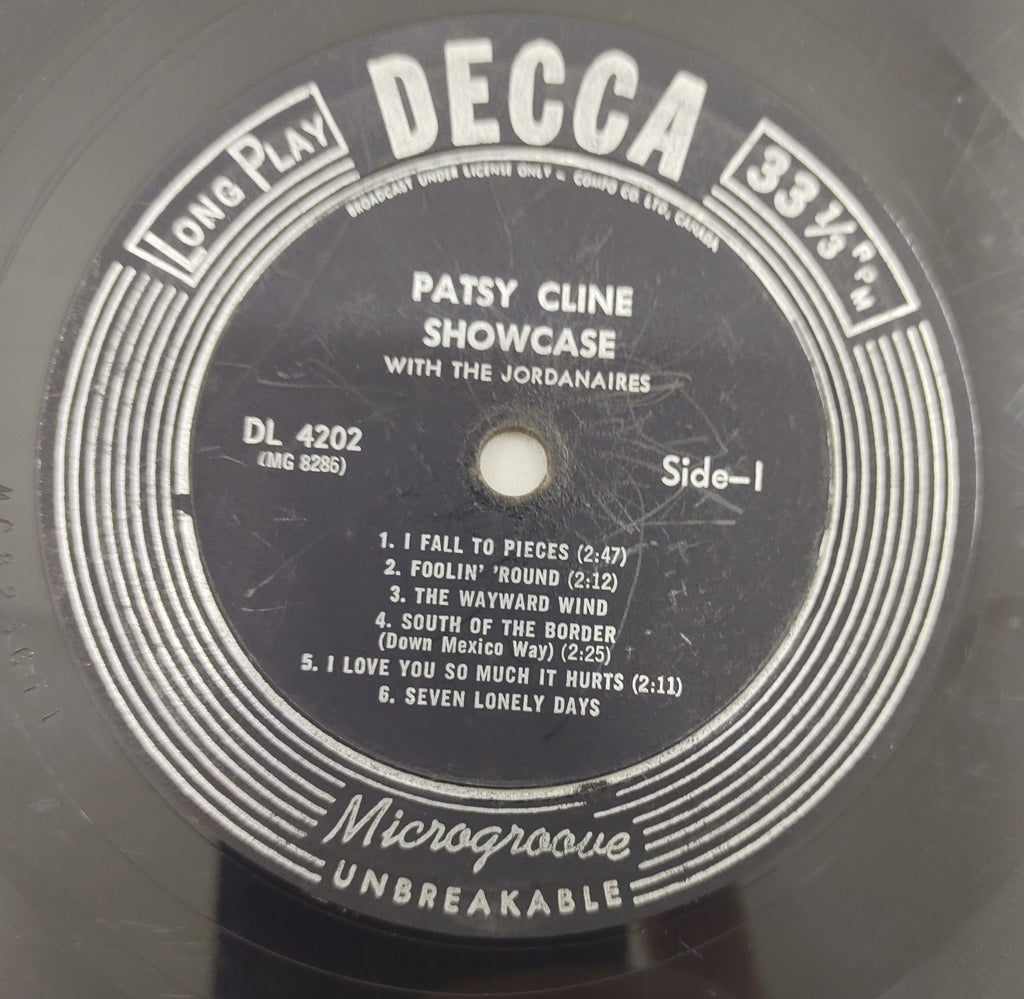 DECCA
LONG PLAY
33 1/3 RPM
BROADCAST UNDER LICENSE ONLY & COMPO CO. LTD, CANADA
PATSY CLINE
SHOWCASE
WITH THE JORDANAIRES
DL 4202
(MG 8286)
Side-1
1. I FALL TO PIECES (2:47)
2. FOOLIN' 'ROUND (2:12)
3. THE WAYWARD WIND
4. SOUTH OF THE BORDER
(Down Mexico Way) (2:25)
5. I LOVE YOU SO MUCH IT HURTS (2:11)
6. SEVEN LONELY DAYS
Microgroove
UNBREAKABLE